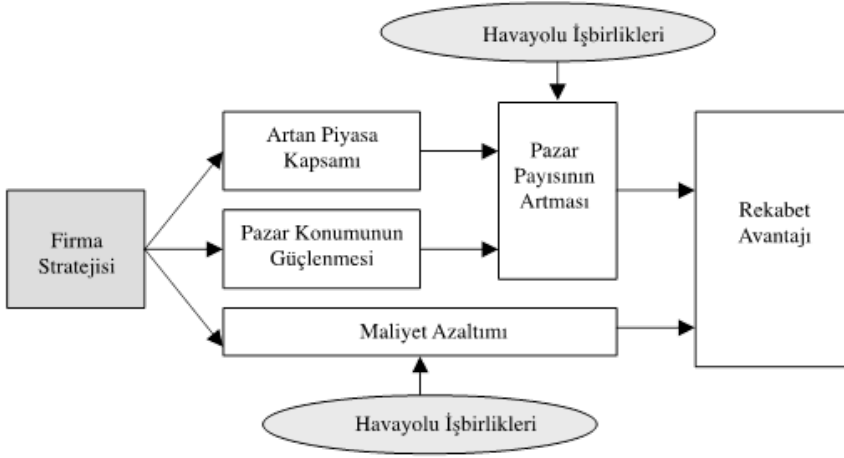 Havayolu İşbirlikleri
Artan Piyasa
Kapsamı
Pazar
Payısının
Artması
Firma
Stratejisi
Pazar Konumunun
Güçlenmesi
Rekabet
Avantajı
Maliyet Azaltımı
Havayolu İşbirlikleri